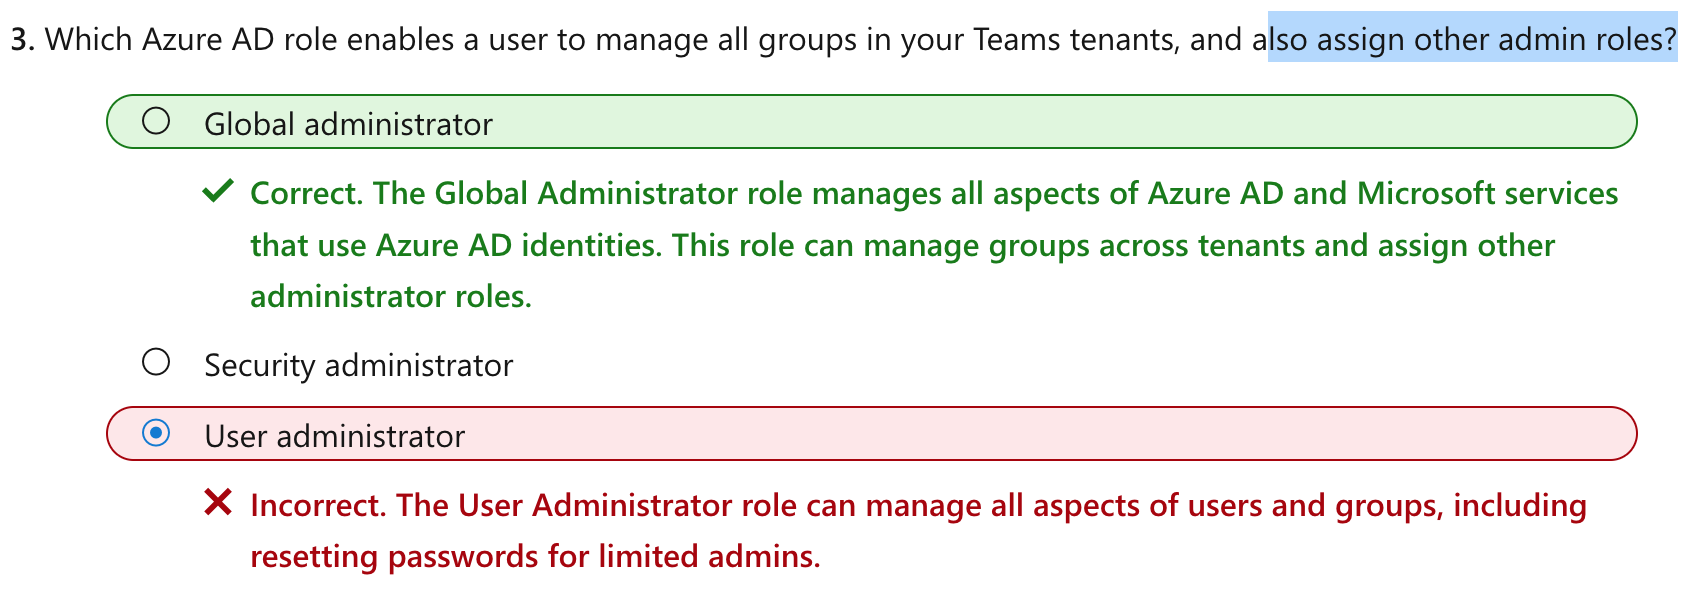 3. Which Azure AD role enables a user to manage all groups in your Teams tenants, and also assign other admin roles?
Global administrator
Correct. The Global Administrator role manages all aspects of Azure AD and Microsoft services
that use Azure AD identities. This role can manage groups across tenants and assign other
administrator roles.
Security administrator
User administrator
Incorrect. The User Administrator role can manage all aspects of users and groups, including
resetting passwords for limited admins.